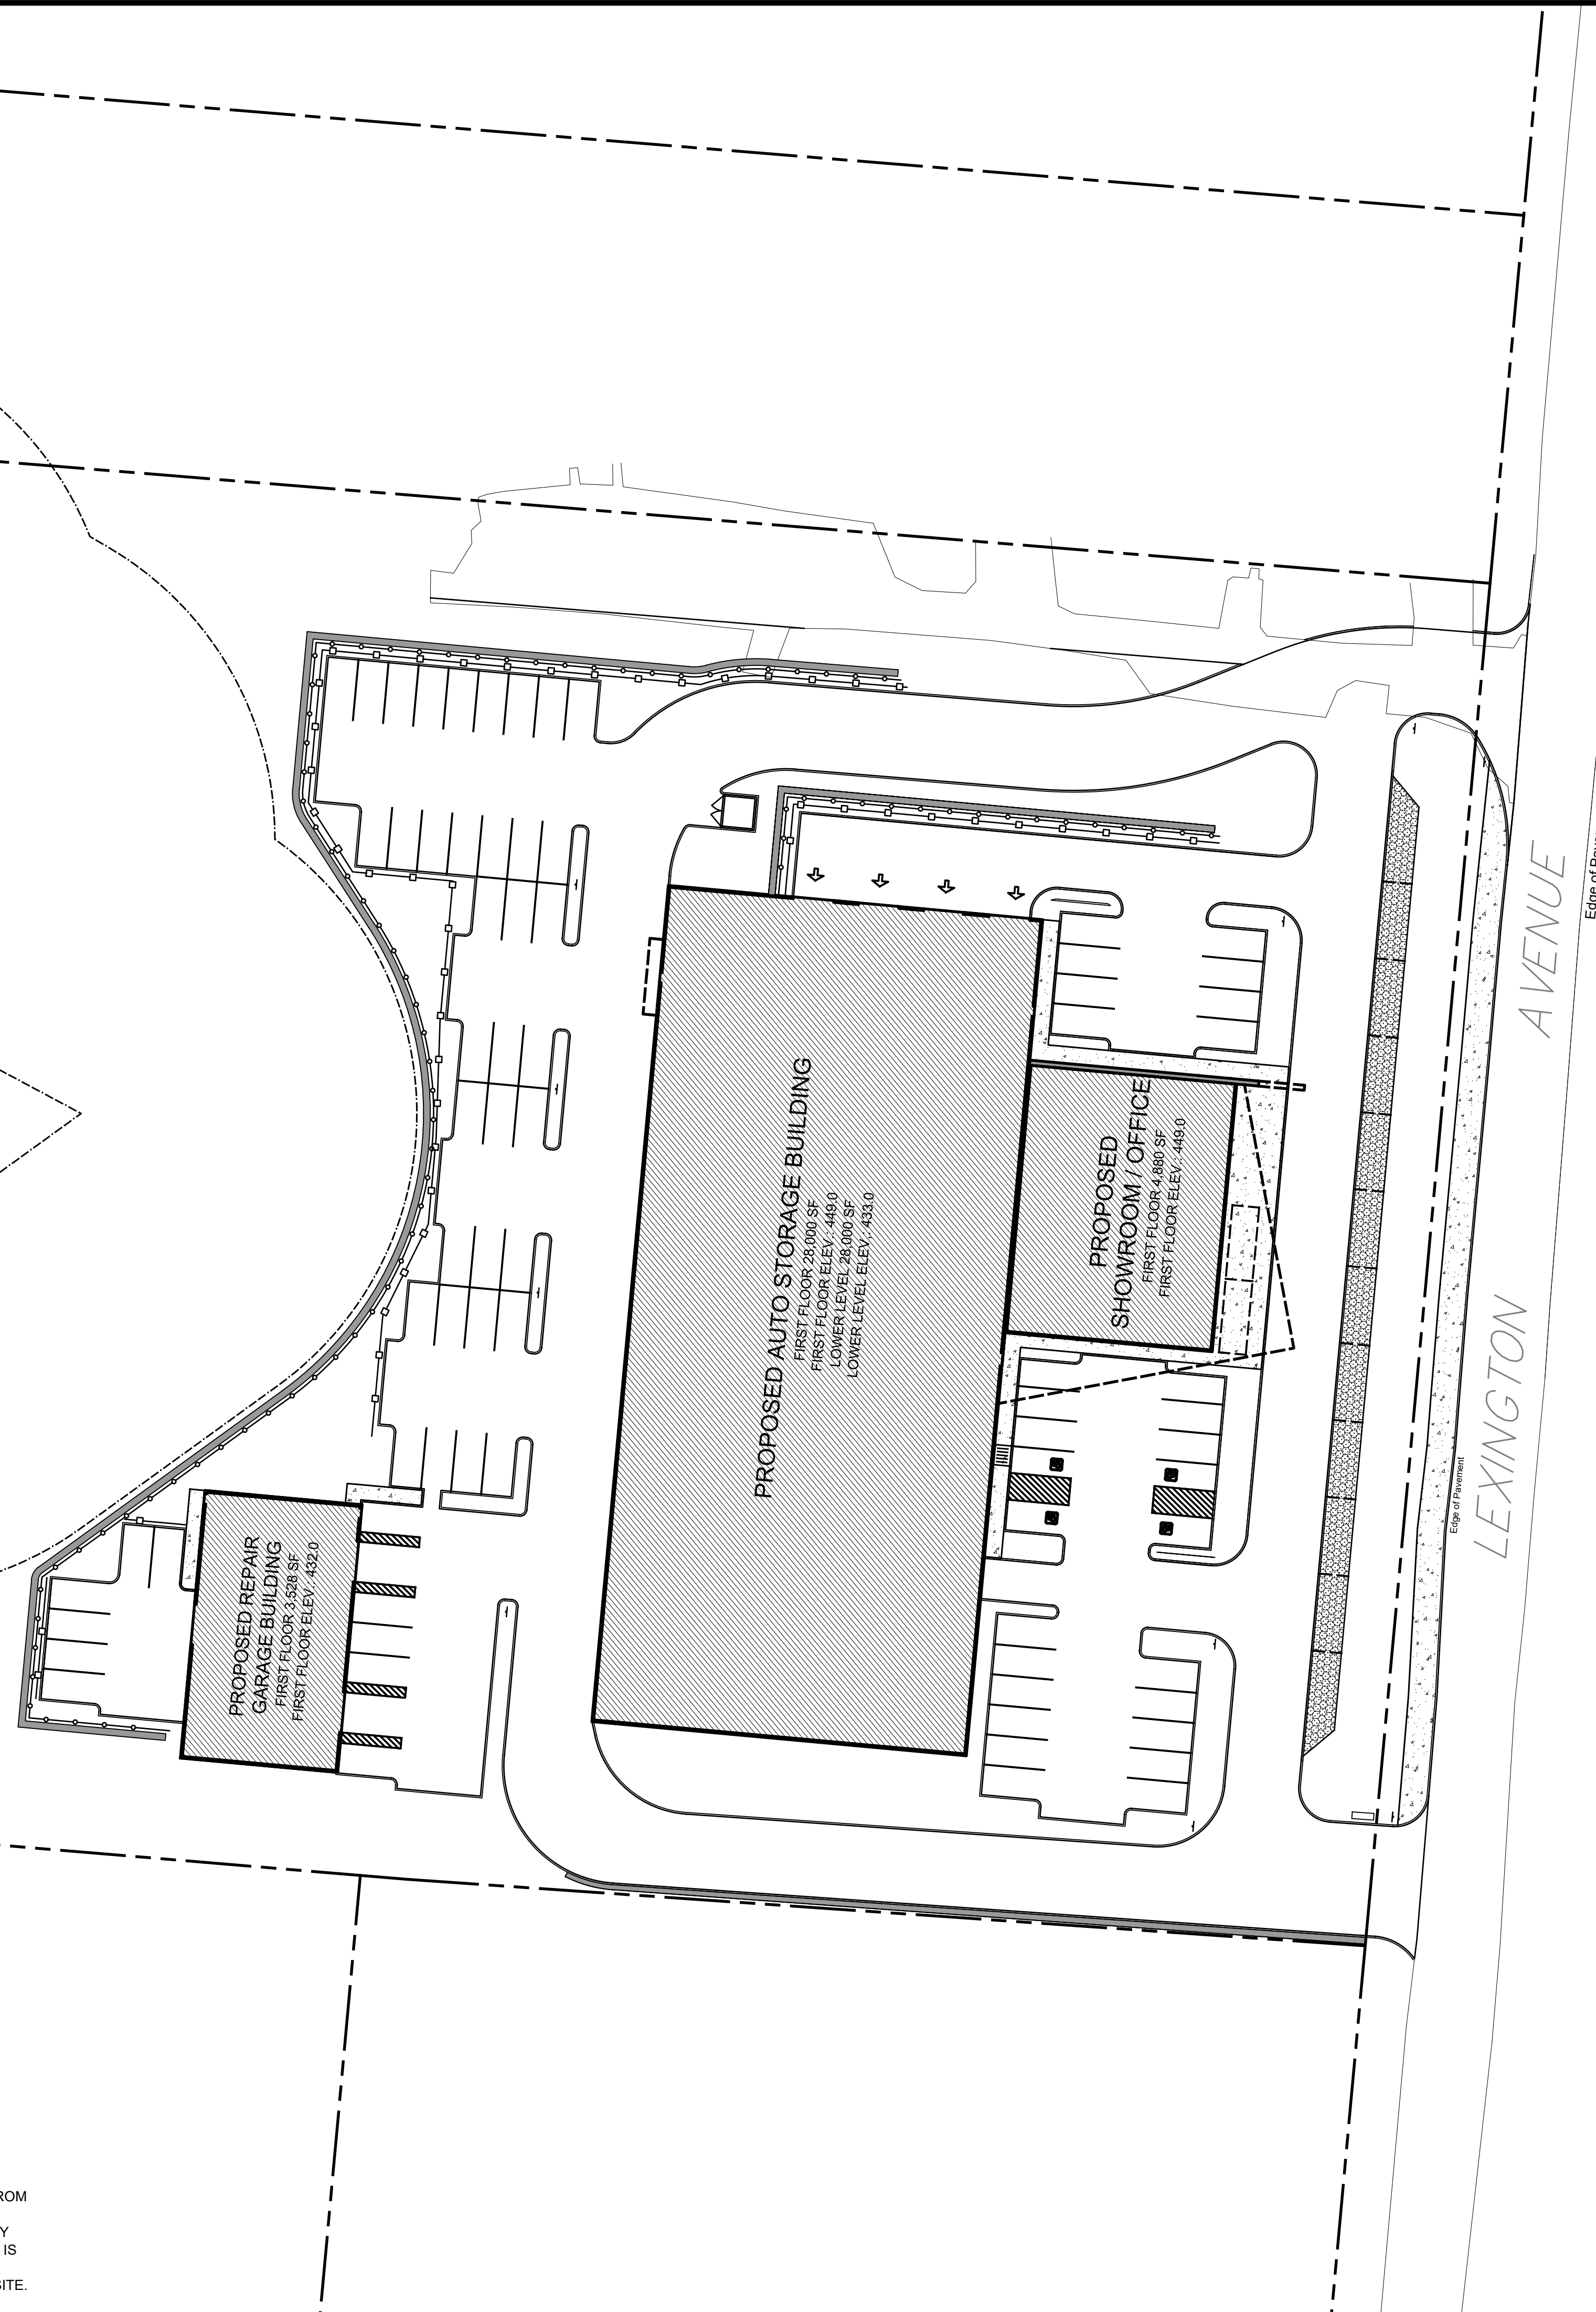 PROPOSED AUTO STORAGE BUILDING
FIRST FLOOR 28,000 SF
FIRST FLOOR ELEV.: 449.0
LOWER LEVEL 28,000 SF
LOWER LEVEL ELEV.: 433.0
PROPOSED
SHOWROOM / OFFICE
FIRST FLOOR 4,880 SF
FIRST FLOOR ELEV.: 449.0
PROPOSED REPAIR
GARAGE BUILDING
FIRST FLOOR 3,528 SF
FIRST FLOOR ELEV.: 432.0
LEXINGTON AVENUE
Edge of Pavement
Edge of
ROM
Y
IS
SITE.